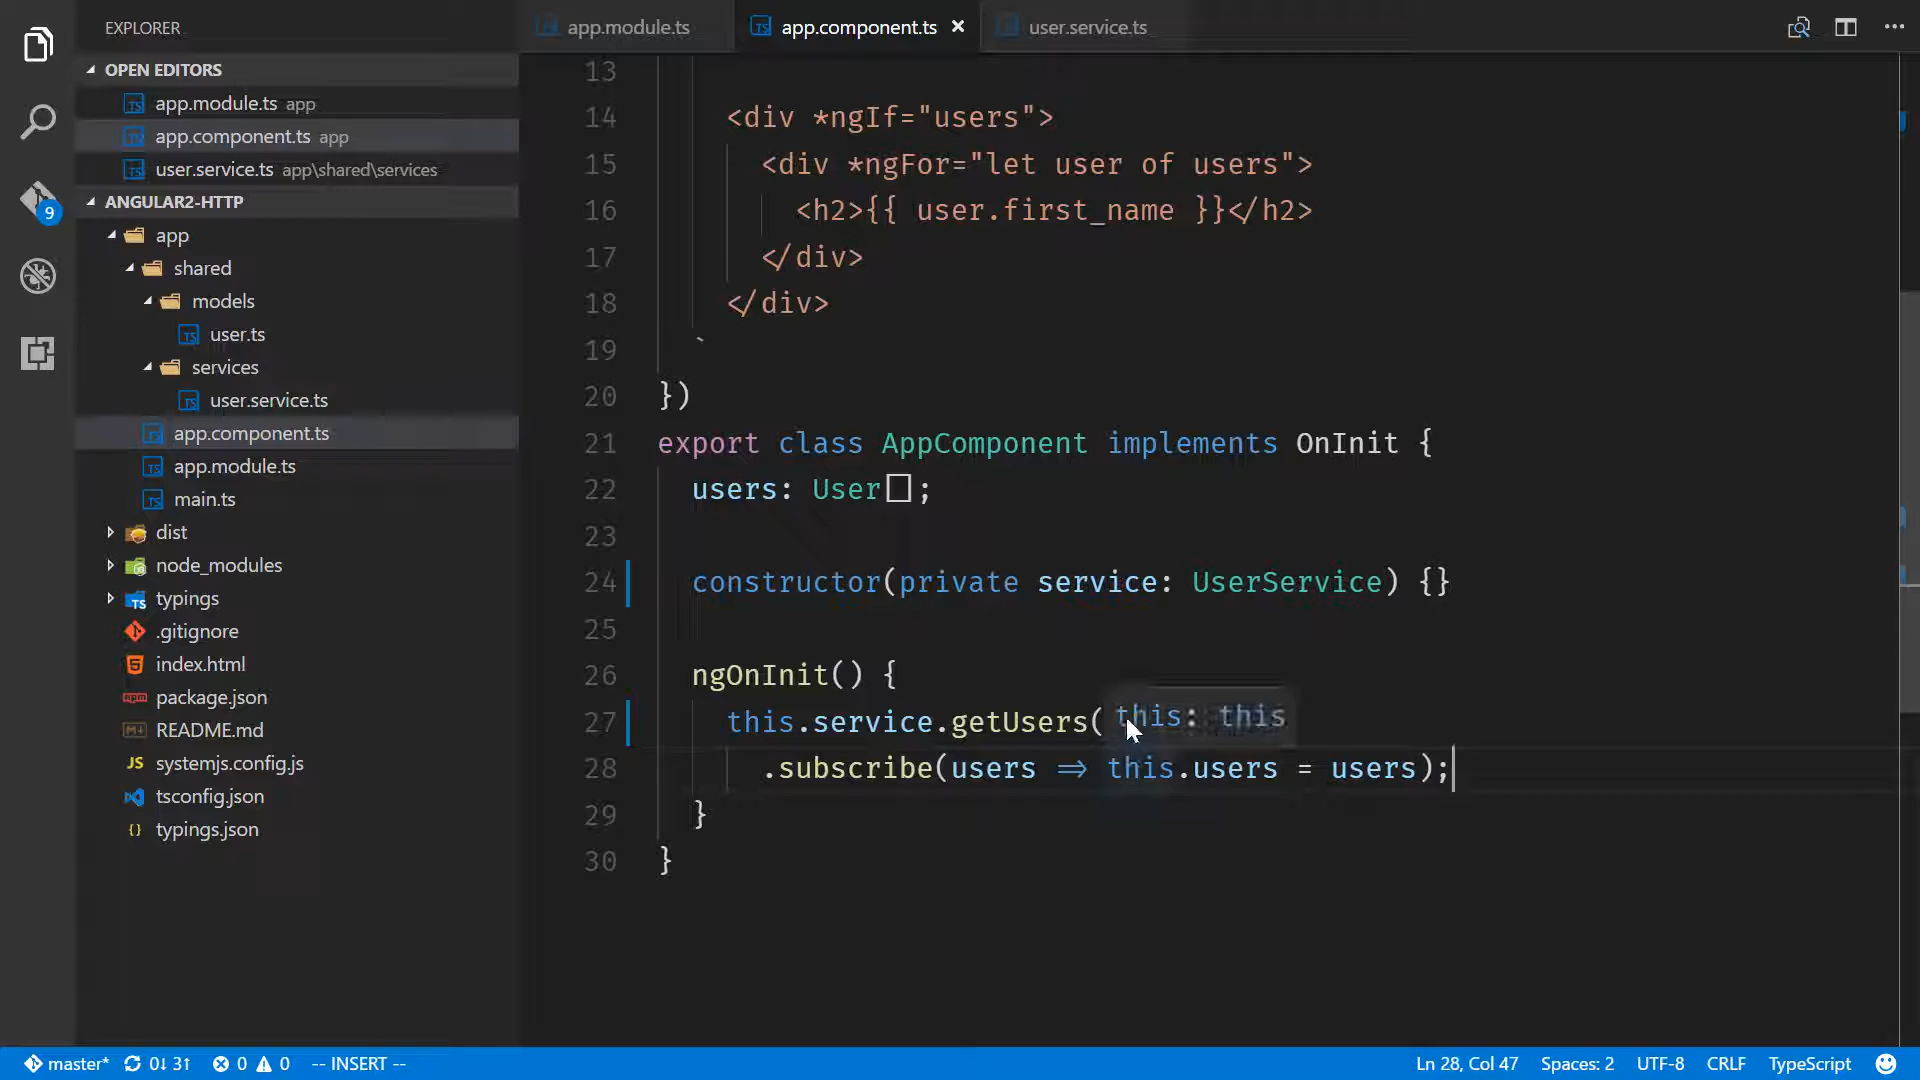 EXPLORER
OPEN EDITORS
app.module.ts app
app.component.ts app
user.service.ts app\shared\services
ANGULAR2-HTTP
app
shared
models
user.ts
services
user.service.ts
app.component.ts
app.module.ts
main.ts
dist
node_modules
typings
.gitignore
index.html
package.json
README.md
systemjs.config.js
tsconfig.json
typings.json
9
app.module.ts
app.component.ts
user.service.ts
13
14 <div *ngIf="users">
15 <div *ngFor="let user of users">
16 <h2>{{ user.first_name }}</h2>
17 </div>
18 </div>
19 `
20 })
21 export class AppComponent implements OnInit {
22 users: User[];
23
24 constructor(private service: UserService) {}
25
26 ngOnInit() {
27 this.service.getUsers(
this: this
28 .subscribe(users => this.users = users);
29 }
30 }
master* 0↓ 3↑ 0 0 -- INSERT --
Ln 28, Col 47 Spaces: 2 UTF-8 CRLF TypeScript